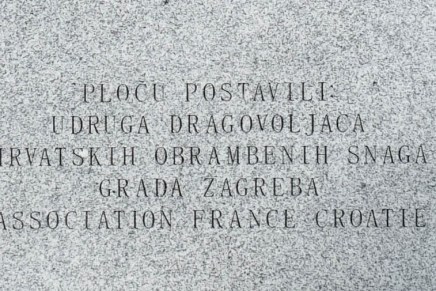 PLOČU POSTAVILI:
UDRUGA DRAGOVOLJACA
HRVATSKIH OBRAMBENIH SNAGA
GRADA ZAGREBA
ASSOCIATION FRANCE CROATIE